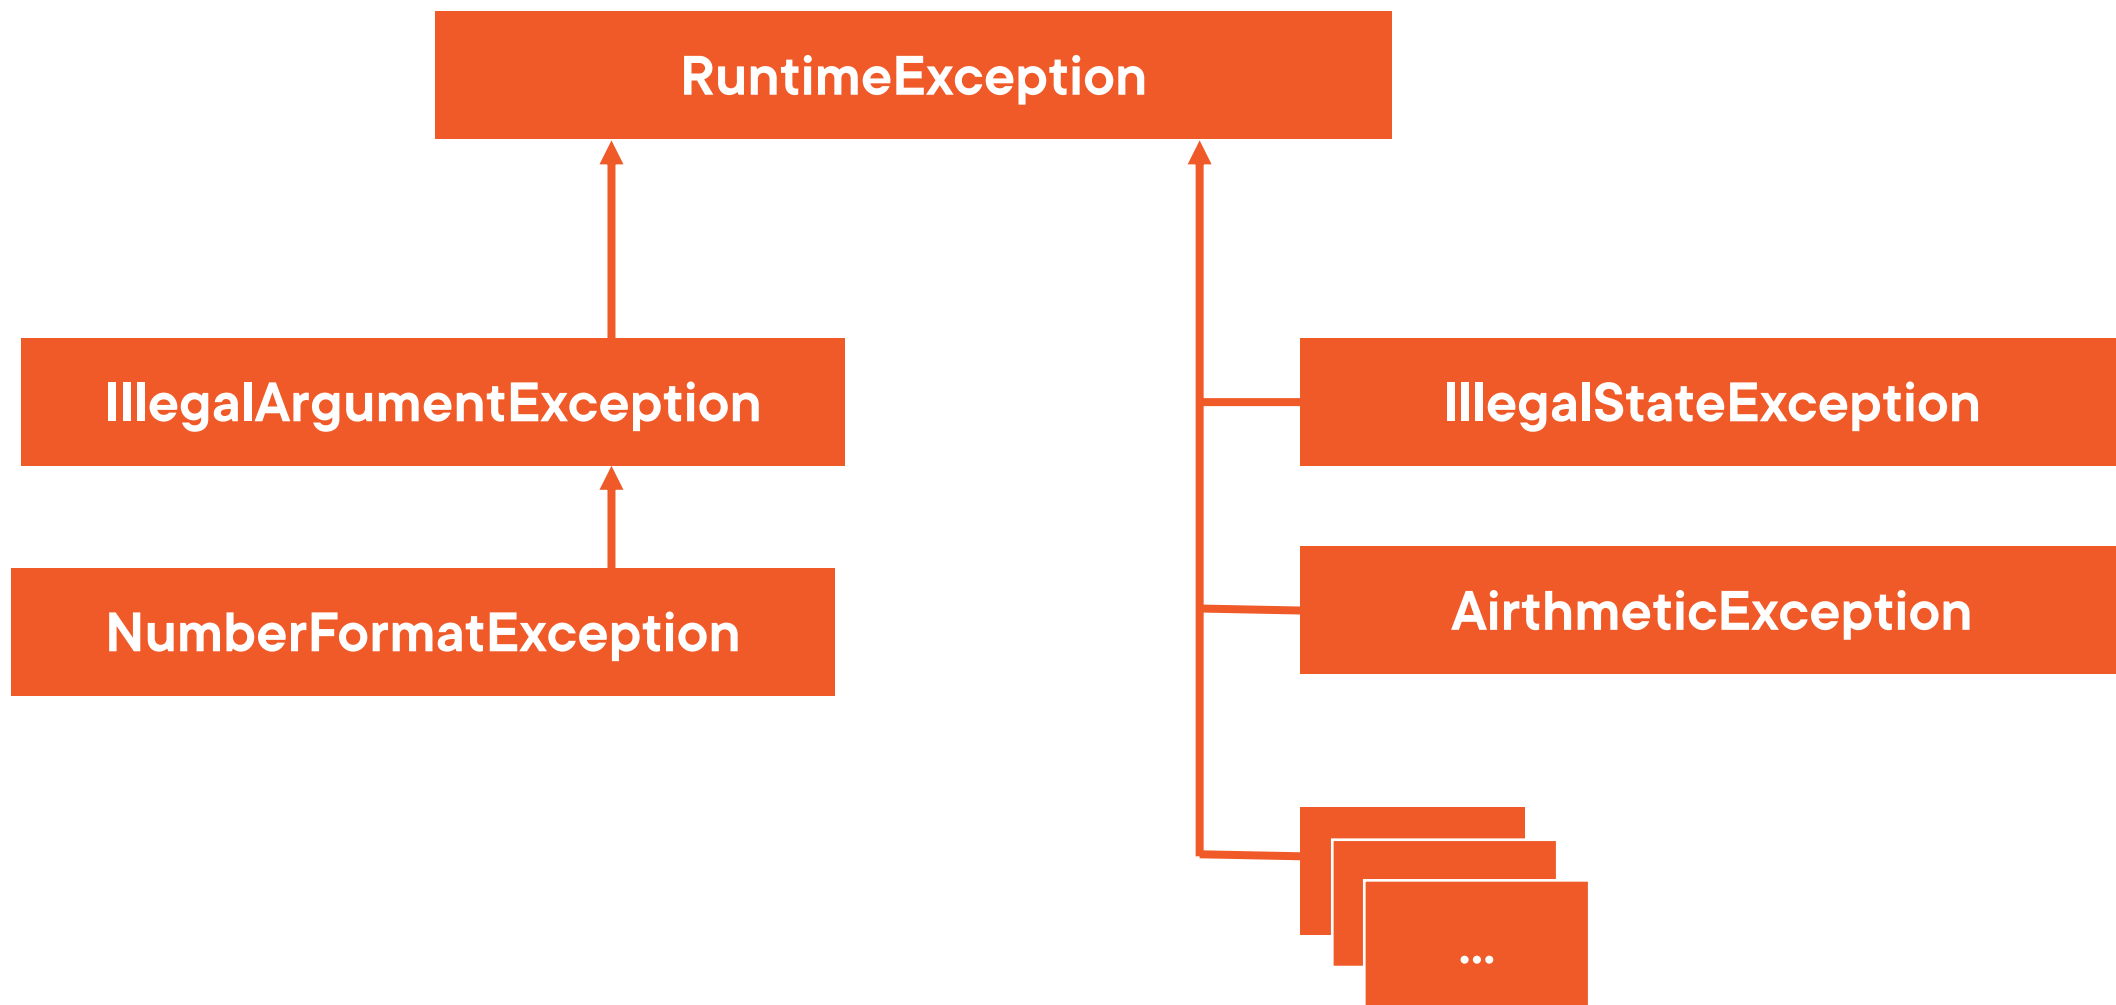 RuntimeException
IllegalArgumentException
IllegalStateException
NumberFormatException
AirthmeticException
...